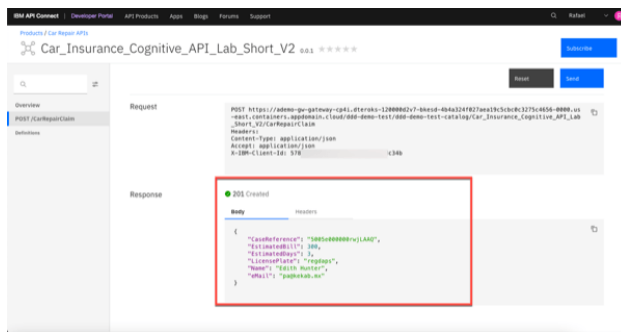 IBM API Connect | Developer Portal API Products Apps Blogs Forums Support Rafael
Products / Car Repair APIs
Car_Insurance_Cognitive_API_Lab_Short_V2 0.0.1
Subscribe
Reset Send
Overview
POST /CarRepairClaim
Definitions
Request
POST https://ademo-gw-gateway-cp4i.dteroks-120000d2v7-bkesd-4b4a324f027aea19c5cbc0c3275c4656-0000.us
-east.containers.appdomain.cloud/ddd-demo-test/ddd-demo-test-catalog/Car_Insurance_Cognitive_API_Lab
_Short_V2/CarRepairClaim
Headers:
Content-Type: application/json
Accept: application/json
X-IBM-Client-Id: 578 c34b
Response
201 Created
Body Headers
{
"CaseReference": "5005e000000rwjLAAQ",
"EstimatedBill": 300,
"EstimatedDays": 3,
"LicensePlate": "regdaps",
"Name": "Edith Hunter",
"eMail": "pa@hekab.mx"
}